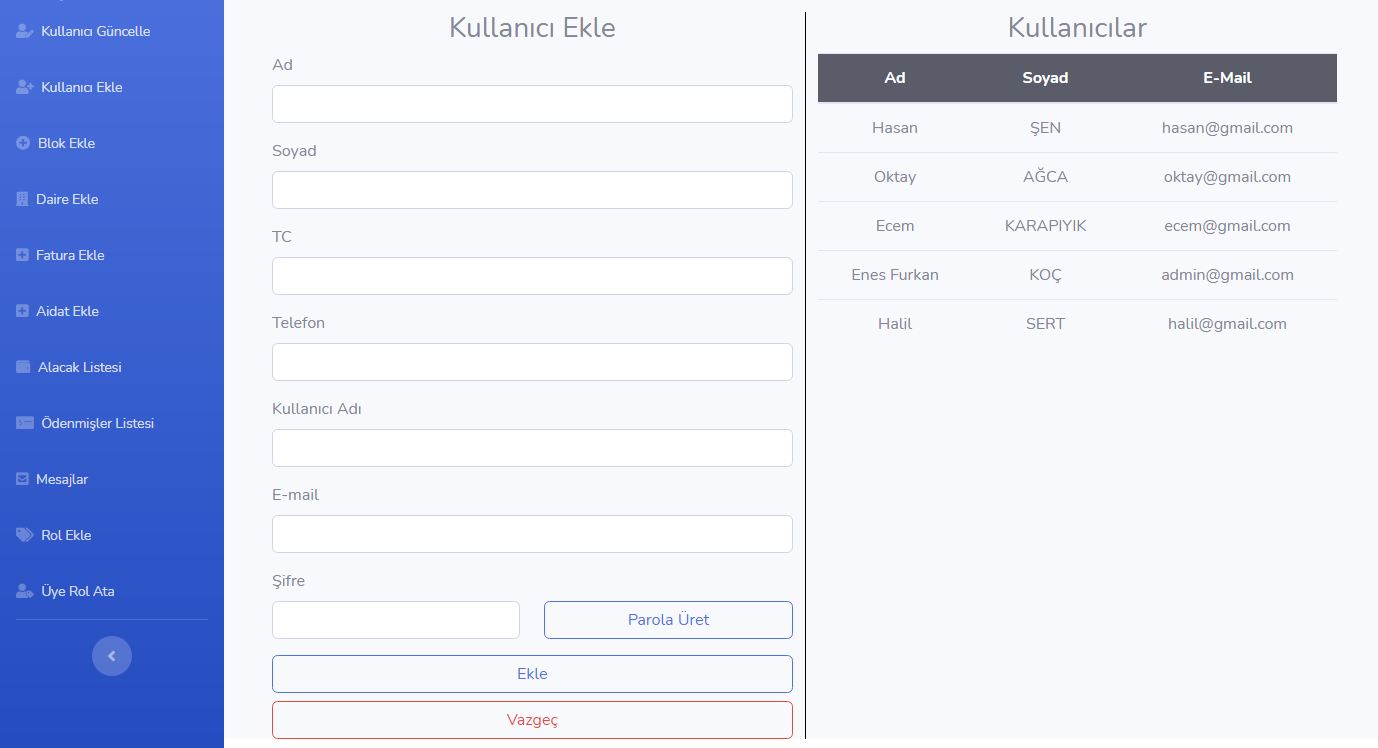 Kullanıcı Güncelle
Kullanıcı Ekle
Blok Ekle
Daire Ekle
Fatura Ekle
Aidat Ekle
Alacak Listesi
Ödenmişler Listesi
Mesajlar
Rol Ekle
Üye Rol Ata
Kullanıcı Ekle
Ad
Soyad
TC
Telefon
Kullanıcı Adı
E-mail
Şifre
Parola Üret
Ekle
Vazgeç
Kullanıcılar
Ad Soyad E-Mail
Hasan ŞEN hasan@gmail.com
Oktay AĞCA oktay@gmail.com
Ecem KARAPIYIK ecem@gmail.com
Enes Furkan KOÇ admin@gmail.com
Halil SERT halil@gmail.com